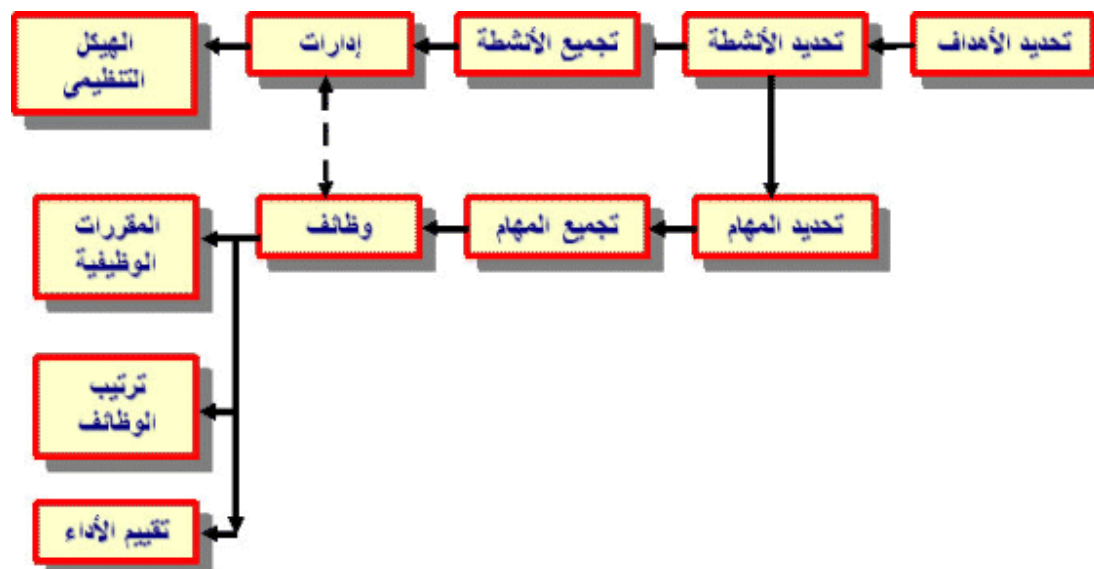 تحديد الأهداف
تحديد الأنشطة
تجميع الأنشطة
إدارات
الهيكل
التنظيمى
تحديد المهام
تجميع المهام
وظائف
المقررات
الوظيفية
ترتيب
الوظائف
تقييم الأداء